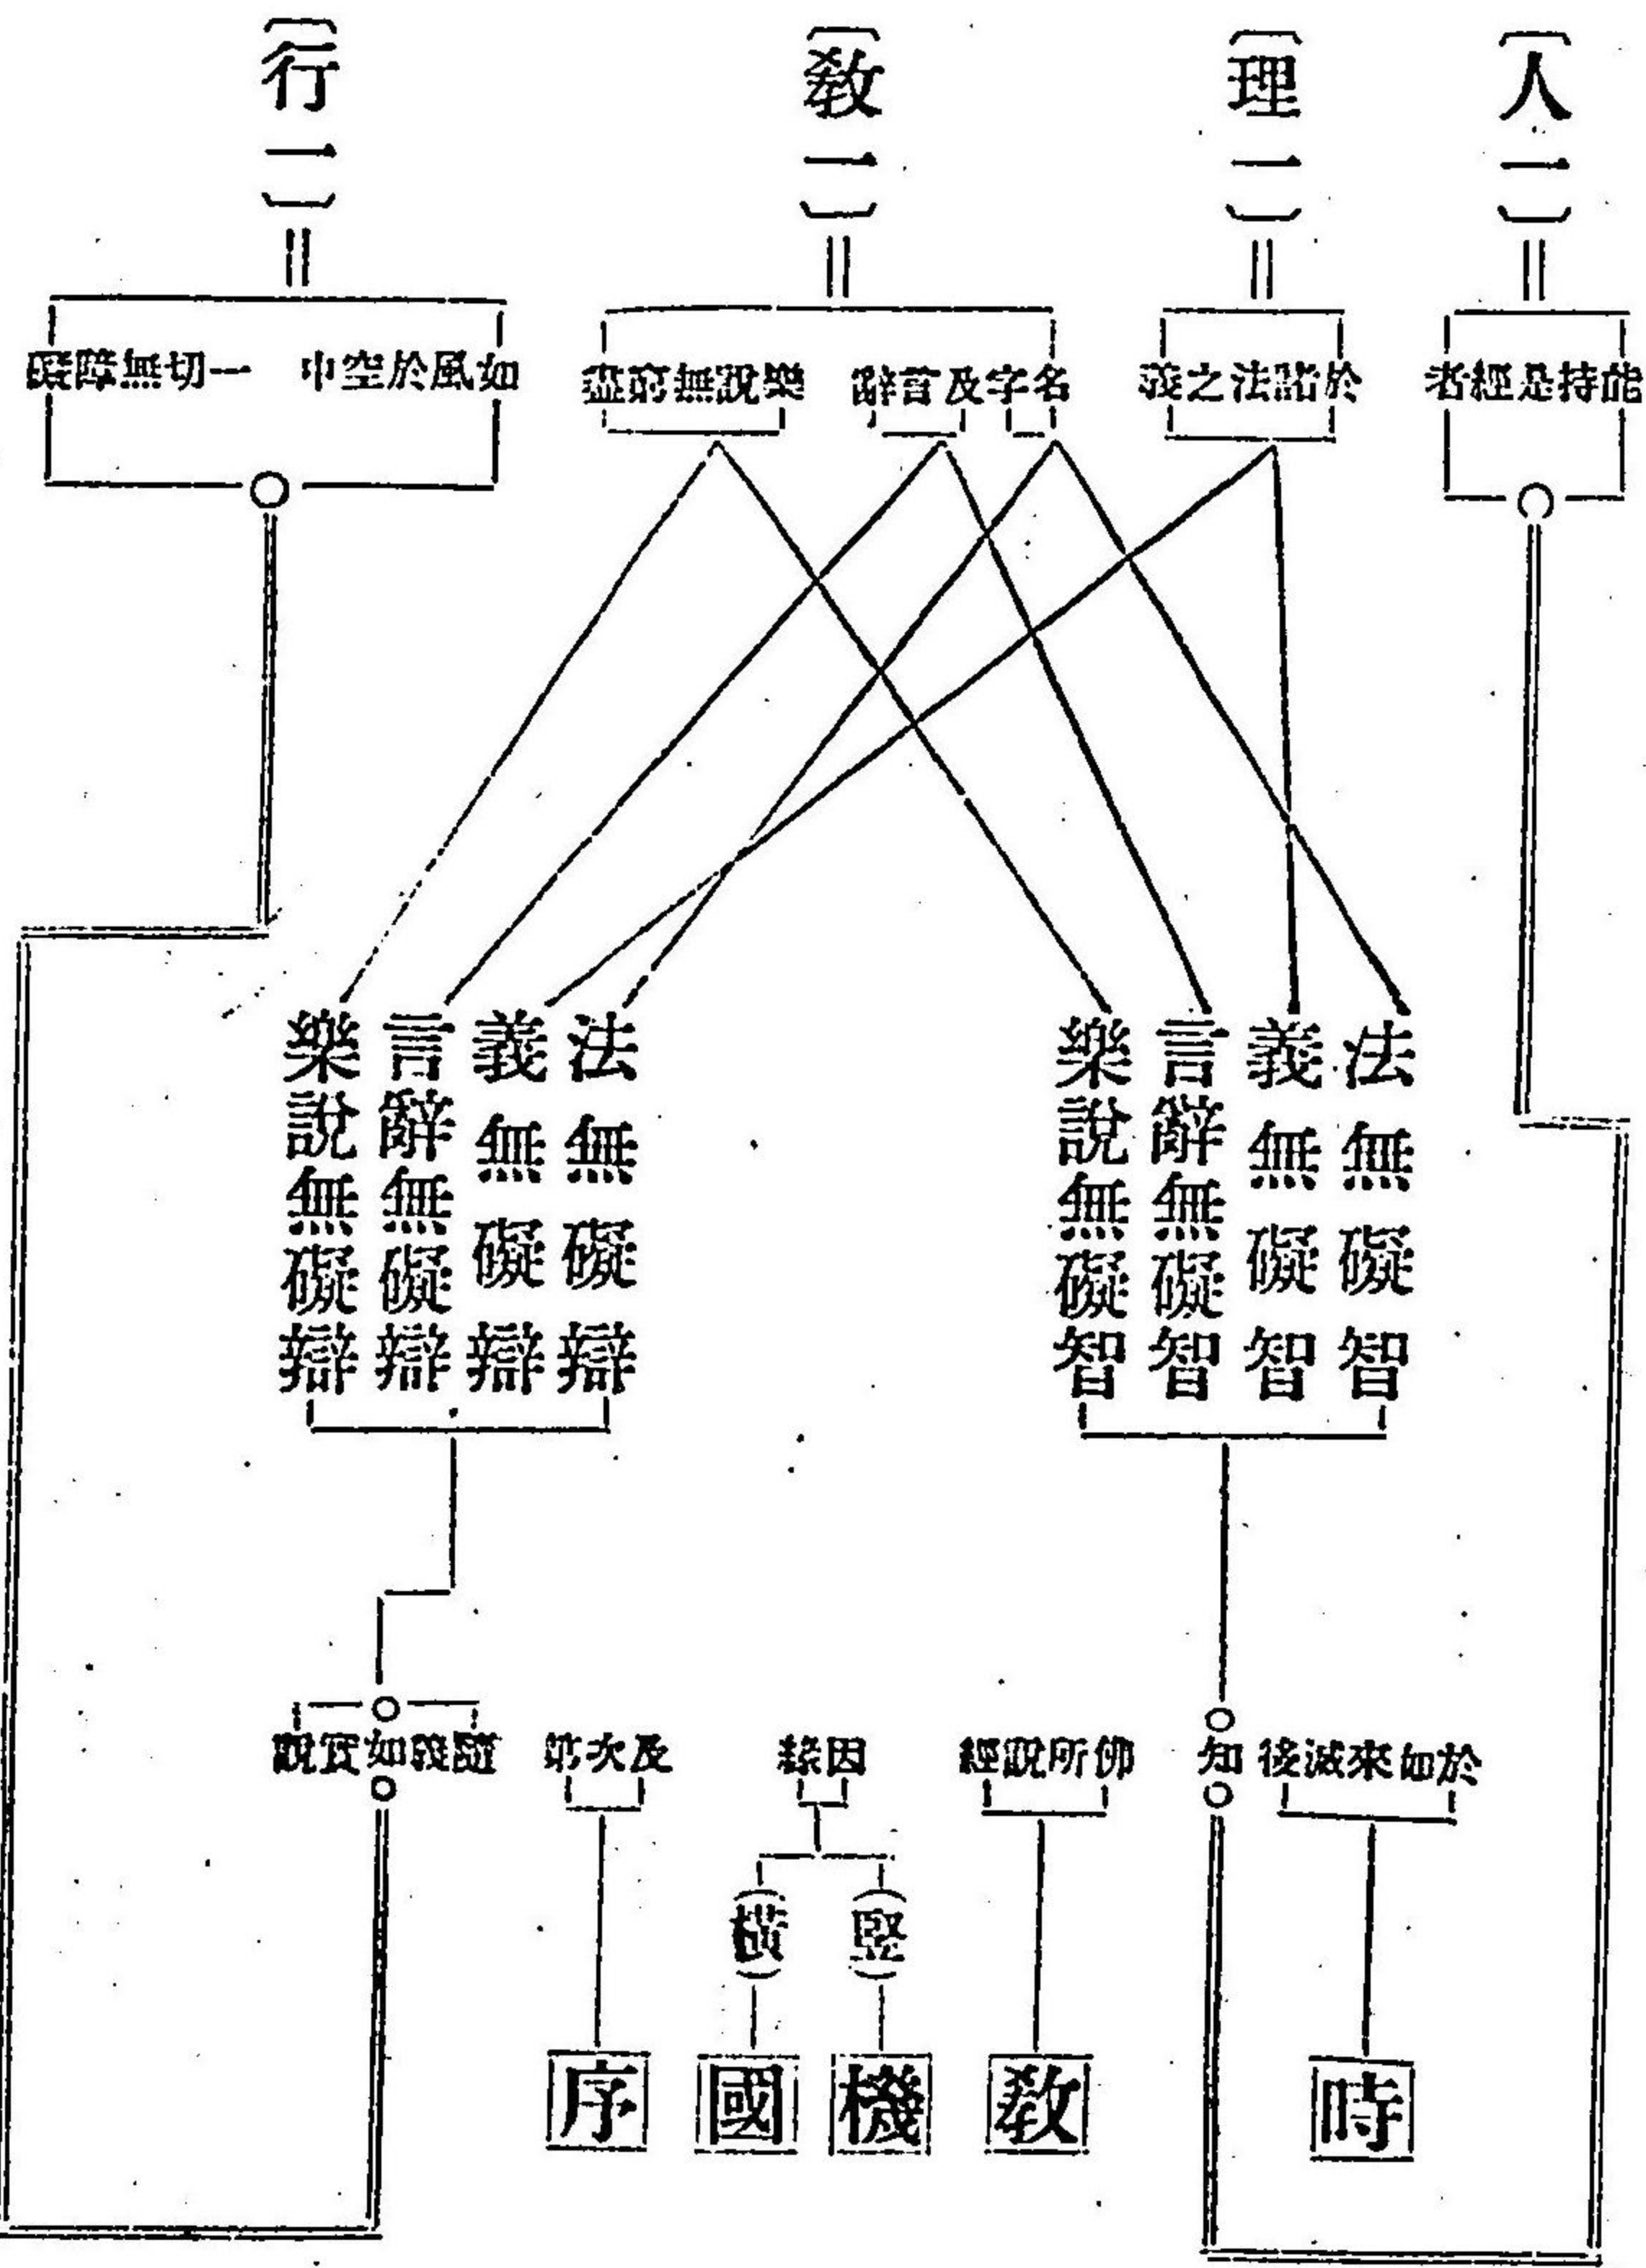 〔人一〕
〔理一〕
〔敎一〕
〔行一〕
能持是經者
於諸法之義
名字及言辭
樂說無窮盡
如風於空中
一切無障礙
法無礙智
義無礙智
言辭無礙智
樂說無礙智
法無礙辯
義無礙辯
言辭無礙辯
樂說無礙辯
於如來滅後
知
佛所說經
因緣
及次第
隨義如實說
(竪)
(橫)
時
敎
機
國
序